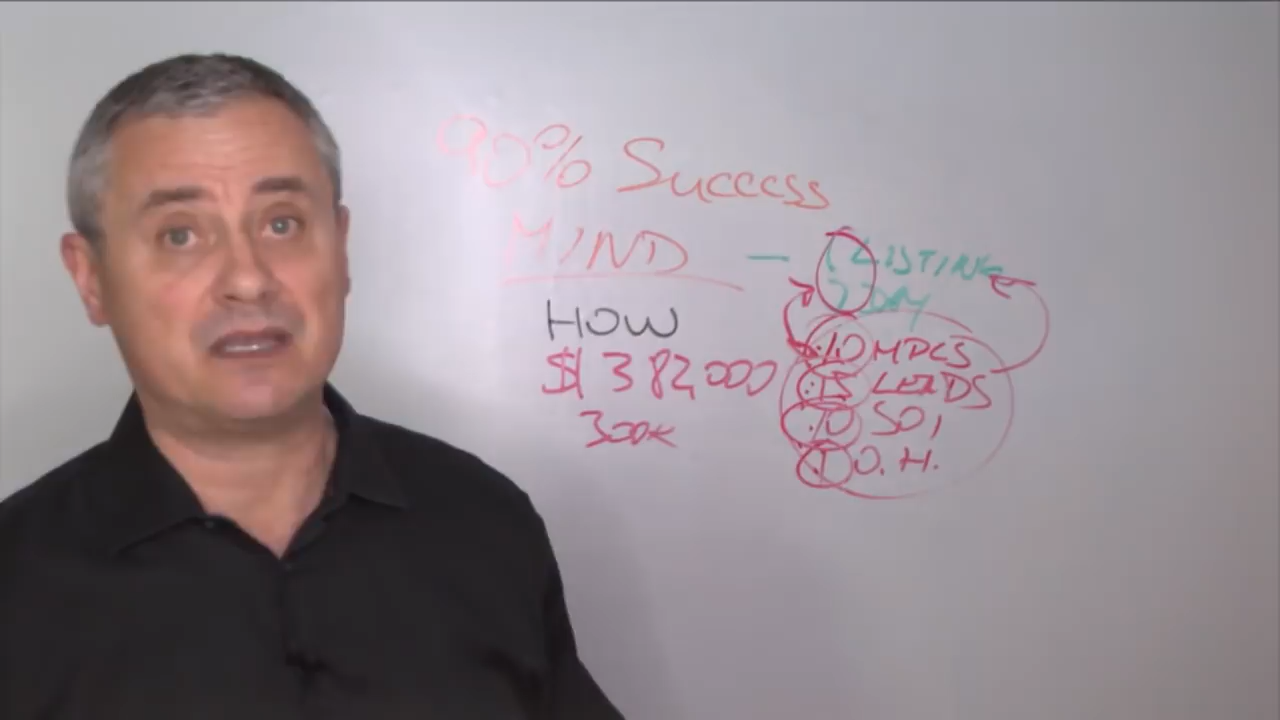 90% Success
MIND — 1 LISTING
7 DAY
HOW
$1382,000
300K
· 10 MPCS
· 15 LEADS
· 10 SOI
· 1 O.H.